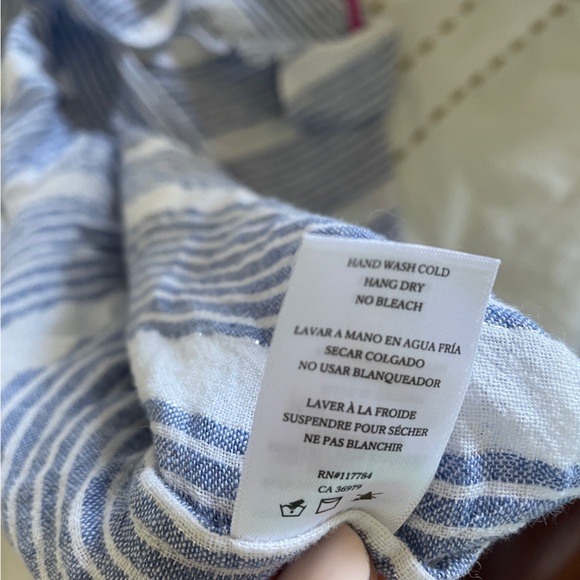 HAND WASH COLD
HANG DRY
NO BLEACH
LAVAR A MANO EN AGUA FRÍA
SECAR COLGADO
NO USAR BLANQUEADOR
LAVER À LA FROIDE
SUSPENDRE POUR SÉCHER
NE PAS BLANCHIR
RN#117784
CA 36979